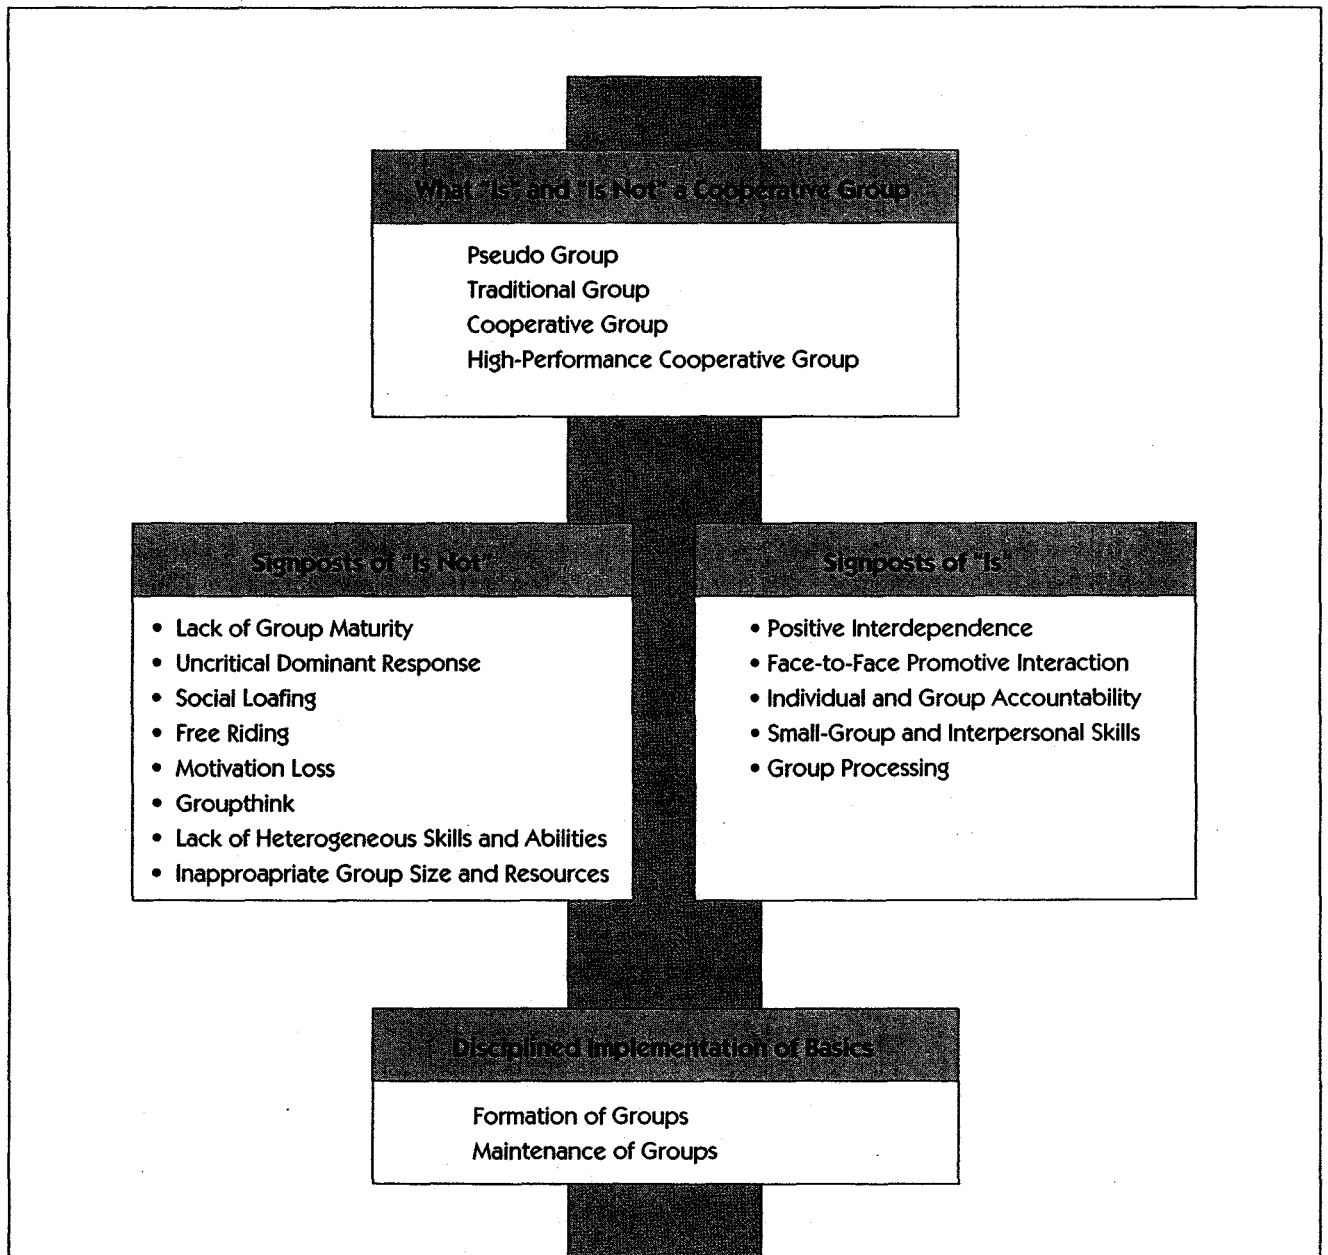 What "Is" and "Is Not" a Cooperative Group
Pseudo Group
Traditional Group
Cooperative Group
High-Performance Cooperative Group
Signposts of "Is Not"
• Lack of Group Maturity
• Uncritical Dominant Response
• Social Loafing
• Free Riding
• Motivation Loss
• Groupthink
• Lack of Heterogeneous Skills and Abilities
• Inapproapriate Group Size and Resources
Signposts of "Is"
• Positive Interdependence
• Face-to-Face Promotive Interaction
• Individual and Group Accountability
• Small-Group and Interpersonal Skills
• Group Processing
Disciplined Implementation of Basics
Formation of Groups
Maintenance of Groups